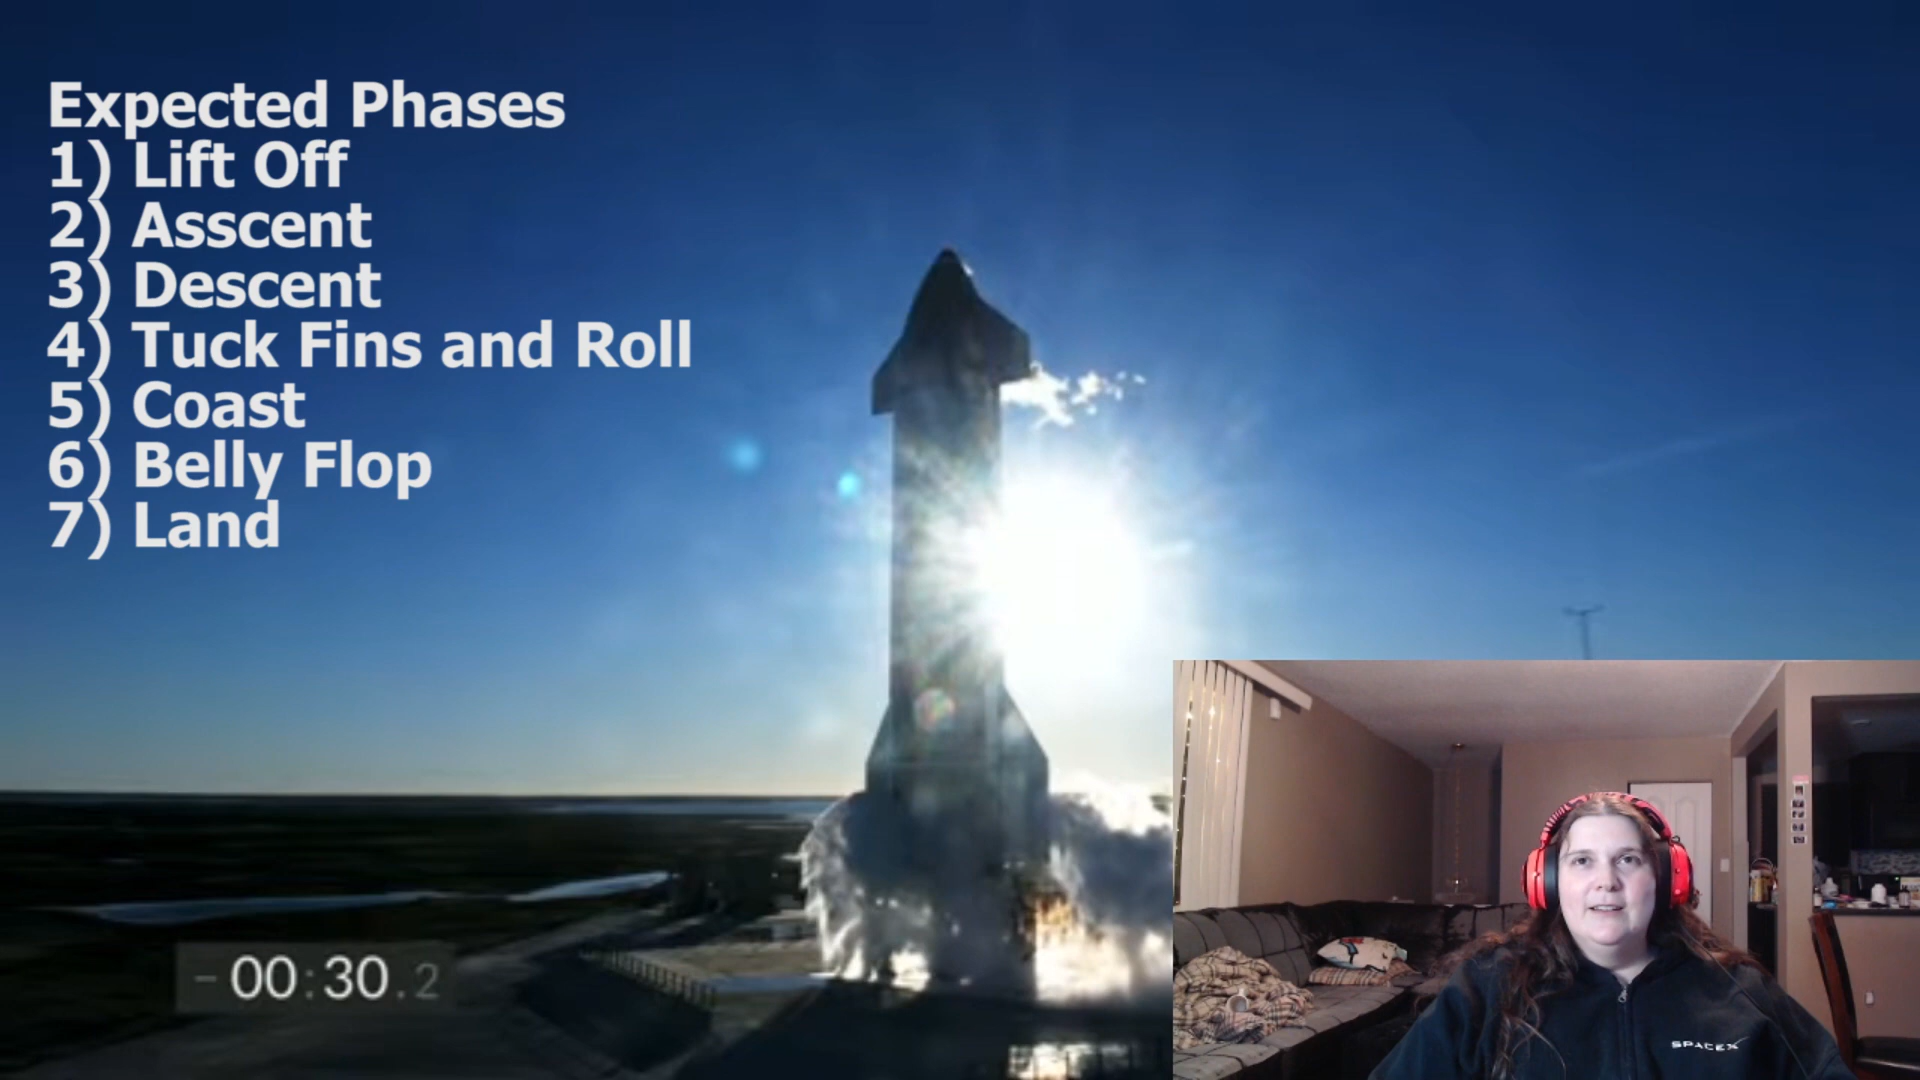 Expected Phases
1) Lift Off
2) Asscent
3) Descent
4) Tuck Fins and Roll
5) Coast
6) Belly Flop
7) Land
- 00:30.2
SPACEX